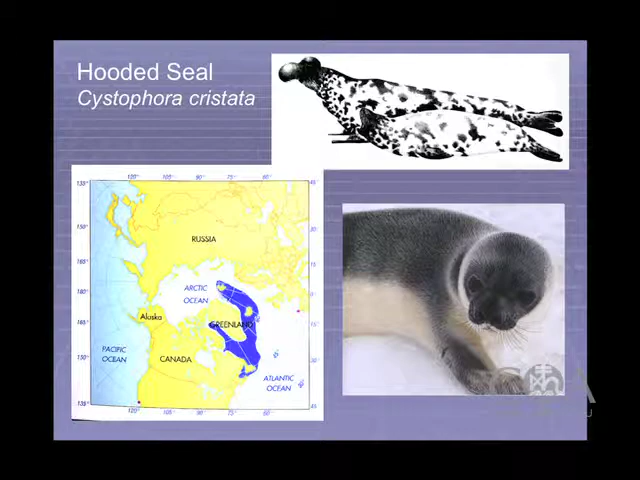 Hooded Seal
Cystophora cristata
120° 105° 90° 75° 60°
135°
45
150°
30
RUSSIA
165°
15
ARCTIC
OCEAN
180°
0
Alaska
GREENLAND
165°
15
PACIFIC
OCEAN
CANADA
150°
30
ATLANTIC
OCEAN
135°
45
120° 105° 90° 75° 60°